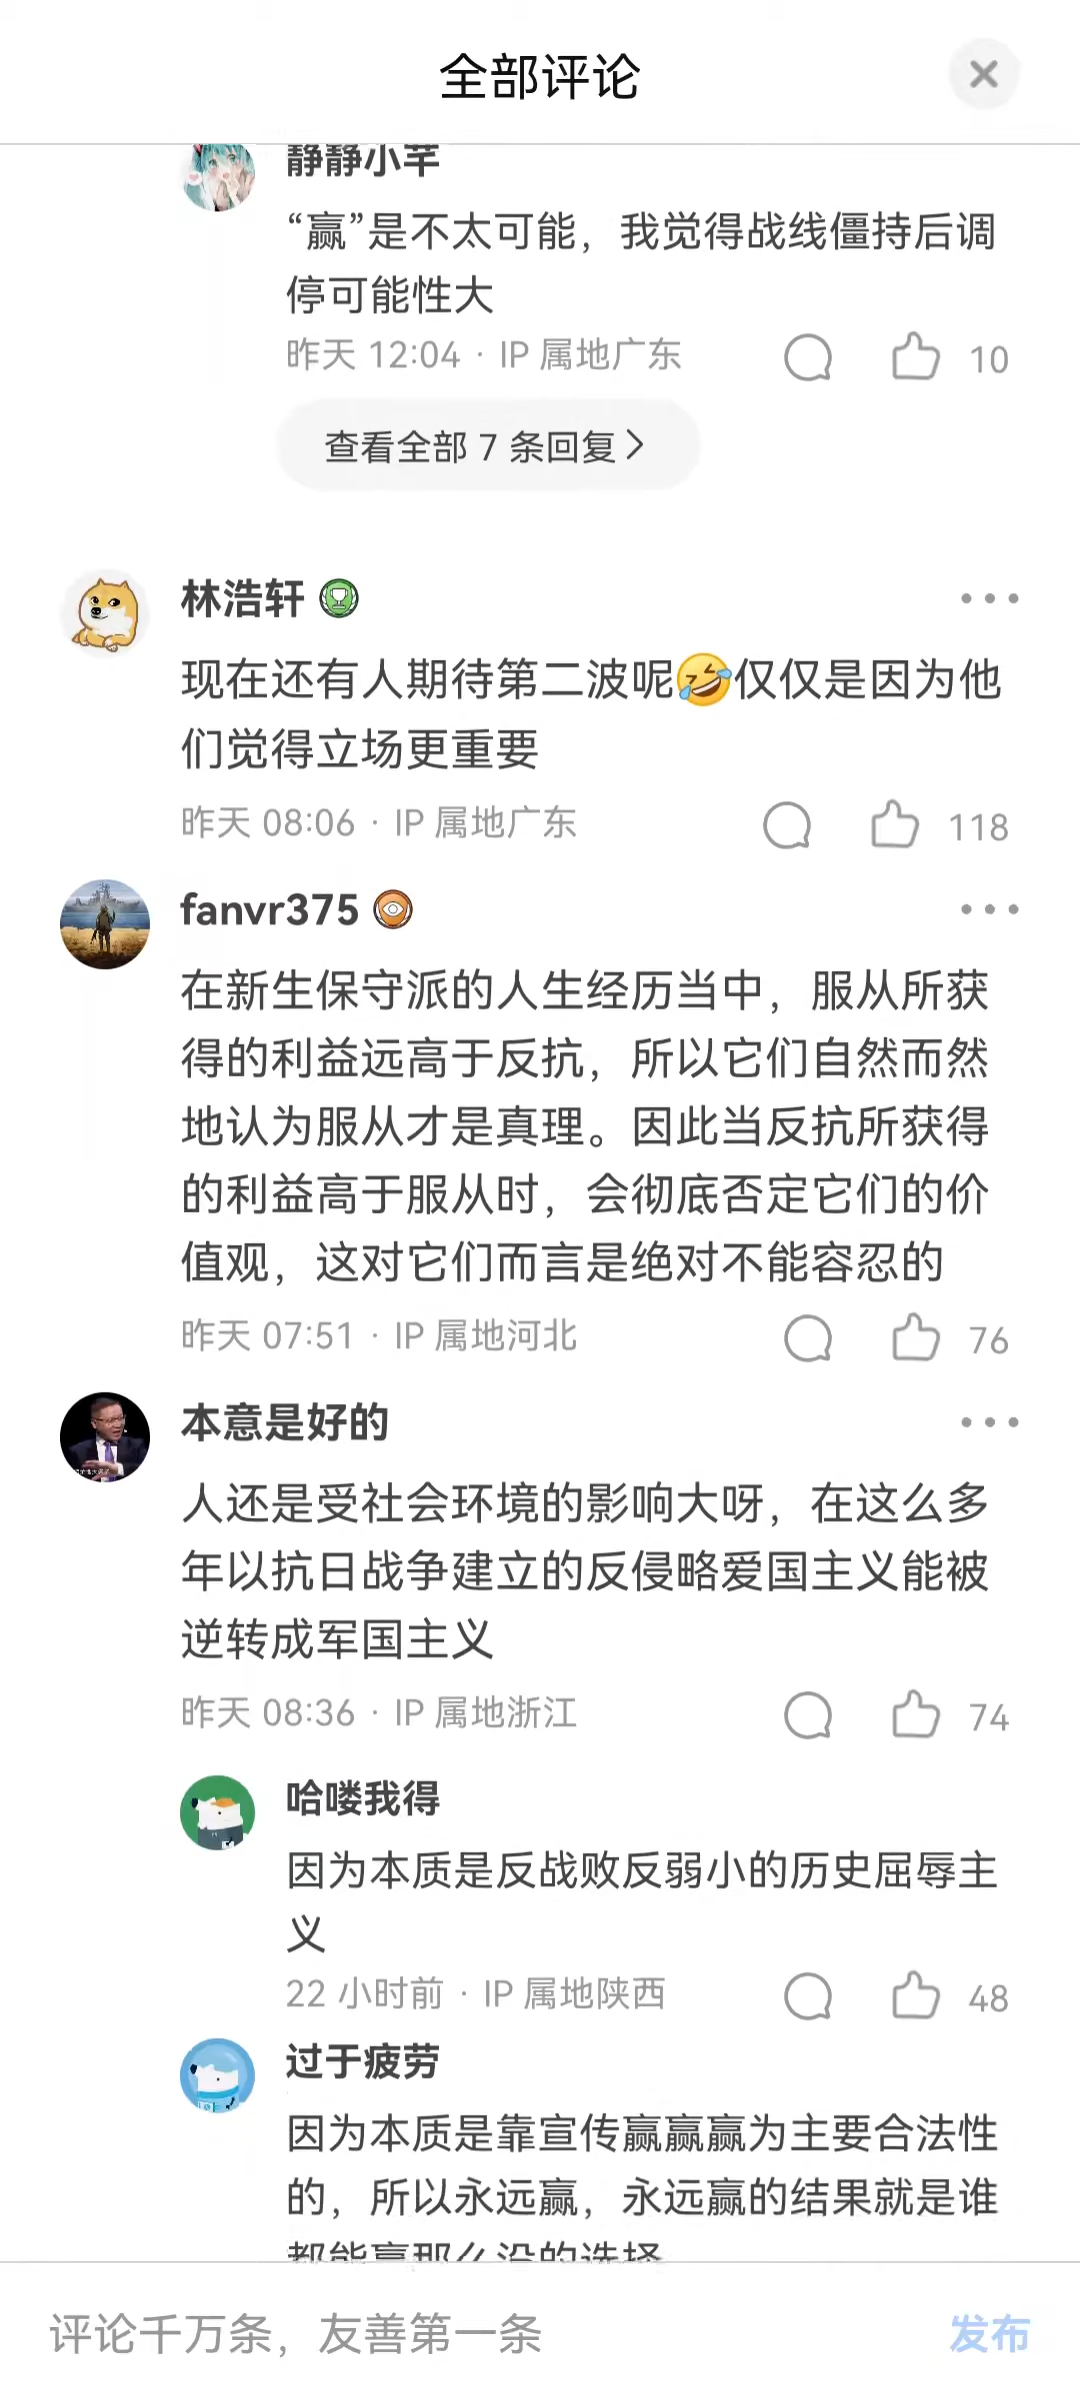 全部评论
静静小芊
“赢”是不太可能，我觉得战线僵持后调
停可能性大
昨天 12:04 · IP 属地广东
10
查看全部 7 条回复
林浩轩
现在还有人期待第二波呢🤣仅仅是因为他
们觉得立场更重要
昨天 08:06 · IP 属地广东
118
fanvr375
在新生保守派的人生经历当中，服从所获
得的利益远高于反抗，所以它们自然而然
地认为服从才是真理。因此当反抗所获得
的利益高于服从时，会彻底否定它们的价
值观，这对它们而言是绝对不能容忍的
昨天 07:51 · IP 属地河北
76
本意是好的
人还是受社会环境的影响大呀，在这么多
年以抗日战争建立的反侵略爱国主义能被
逆转成军国主义
昨天 08:36 · IP 属地浙江
74
哈喽我得
因为本质是反战败反弱小的历史屈辱主
义
22 小时前 · IP 属地陕西
48
过于疲劳
因为本质是靠宣传赢赢赢为主要合法性
的，所以永远赢，永远赢的结果就是谁
都能赢那么没的选择
评论千万条，友善第一条
发布